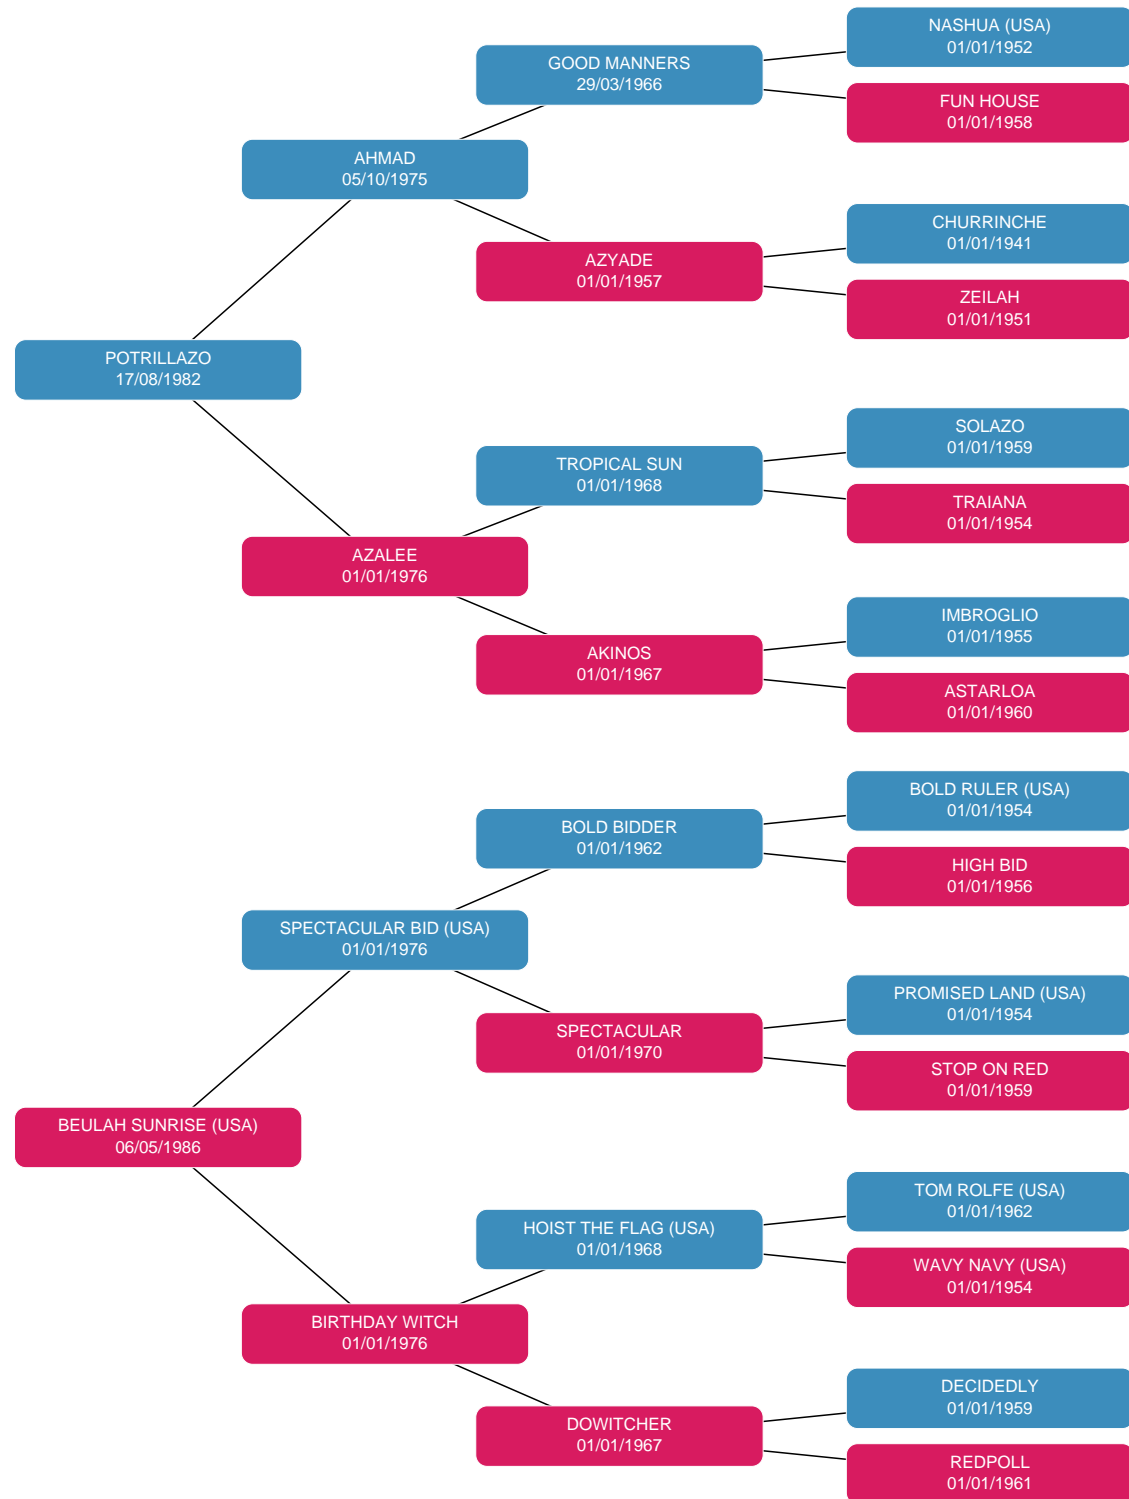 NASHUA (USA)
01/01/1952
GOOD MANNERS
29/03/1966
FUN HOUSE
01/01/1958
AHMAD
05/10/1975
CHURRINCHE
01/01/1941
AZYADE
01/01/1957
ZEILAH
01/01/1951
POTRILLAZO
17/08/1982
SOLAZO
01/01/1959
TROPICAL SUN
01/01/1968
TRAIANA
01/01/1954
AZALEE
01/01/1976
IMBROGLIO
01/01/1955
AKINOS
01/01/1967
ASTARLOA
01/01/1960
BOLD RULER (USA)
01/01/1954
BOLD BIDDER
01/01/1962
HIGH BID
01/01/1956
SPECTACULAR BID (USA)
01/01/1976
PROMISED LAND (USA)
01/01/1954
SPECTACULAR
01/01/1970
STOP ON RED
01/01/1959
BEULAH SUNRISE (USA)
06/05/1986
TOM ROLFE (USA)
01/01/1962
HOIST THE FLAG (USA)
01/01/1968
WAVY NAVY (USA)
01/01/1954
BIRTHDAY WITCH
01/01/1976
DECIDEDLY
01/01/1959
DOWITCHER
01/01/1967
REDPOLL
01/01/1961